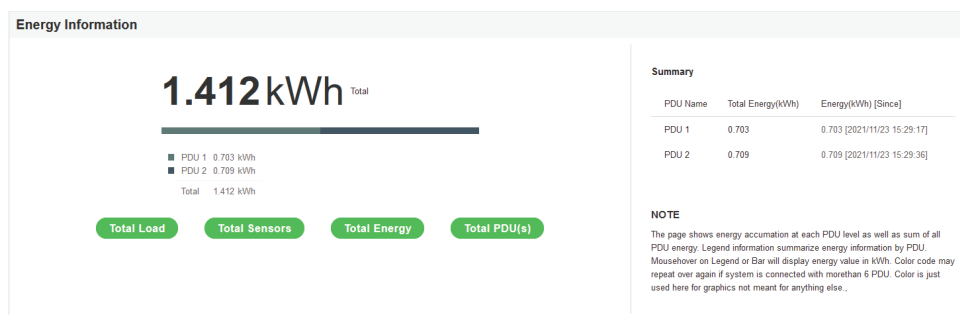 Energy Information
1.412 kWh Total
PDU 1 0.703 kWh
PDU 2 0.709 kWh
Total 1.412 kWh
Total Load Total Sensors Total Energy Total PDU(s)
Summary
PDU Name Total Energy(kWh) Energy(kWh) [Since]
PDU 1 0.703 0.703 [2021/11/23 15:29:17]
PDU 2 0.709 0.709 [2021/11/23 15:29:36]
NOTE
The page shows energy accumation at each PDU level as well as sum of all
PDU energy. Legend information summarize energy information by PDU.
Mousehover on Legend or Bar will display energy value in kWh. Color code may
repeat over again if system is connected with morethan 6 PDU. Color is just
used here for graphics not meant for anything else.,